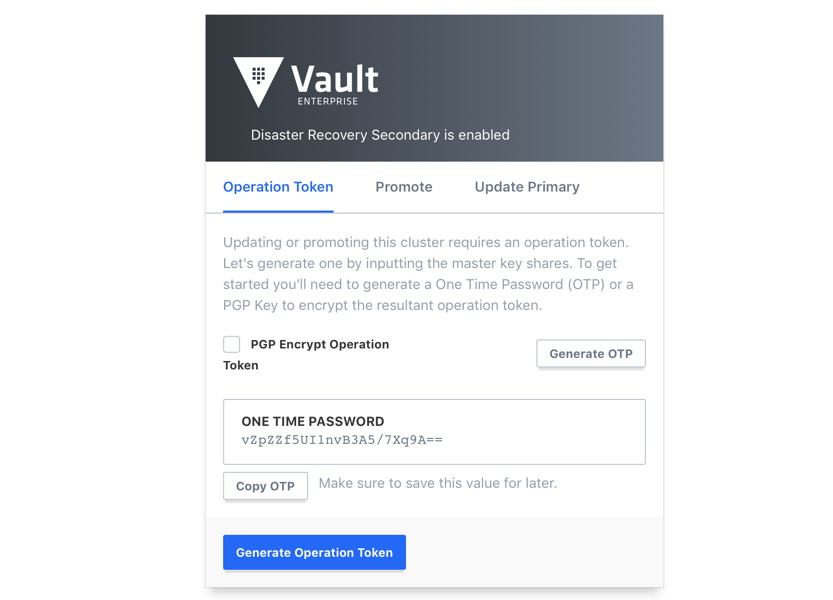 Vault
ENTERPRISE
Disaster Recovery Secondary is enabled
Operation Token Promote Update Primary
Updating or promoting this cluster requires an operation token.
Let's generate one by inputting the master key shares. To get
started you'll need to generate a One Time Password (OTP) or a
PGP Key to encrypt the resultant operation token.
PGP Encrypt Operation
Token
Generate OTP
ONE TIME PASSWORD
vZpZZf5UI1nvB3A5/7Xq9A==
Copy OTP Make sure to save this value for later.
Generate Operation Token